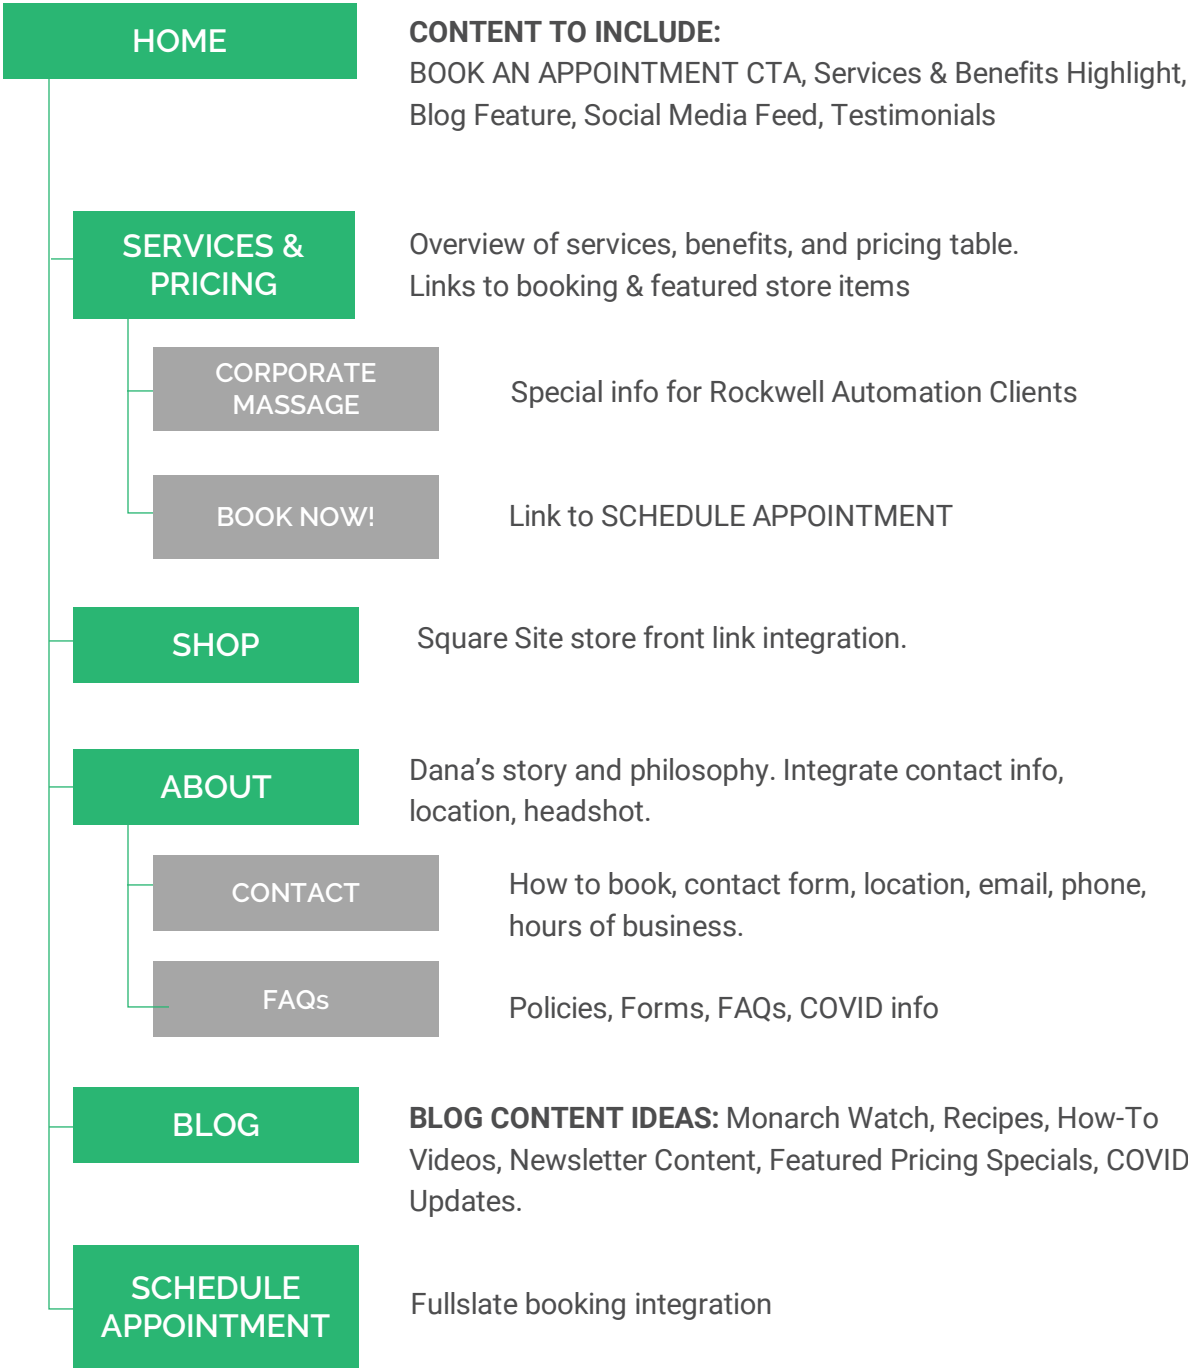 HOME
CONTENT TO INCLUDE:
BOOK AN APPOINTMENT CTA, Services & Benefits Highlight,
Blog Feature, Social Media Feed, Testimonials
SERVICES &
PRICING
Overview of services, benefits, and pricing table.
Links to booking & featured store items
CORPORATE
MASSAGE
Special info for Rockwell Automation Clients
BOOK NOW!
Link to SCHEDULE APPOINTMENT
SHOP
Square Site store front link integration.
ABOUT
Dana’s story and philosophy. Integrate contact info,
location, headshot.
CONTACT
How to book, contact form, location, email, phone,
hours of business.
FAQs
Policies, Forms, FAQs, COVID info
BLOG
BLOG CONTENT IDEAS: Monarch Watch, Recipes, How-To
Videos, Newsletter Content, Featured Pricing Specials, COVID
Updates.
SCHEDULE
APPOINTMENT
Fullslate booking integration